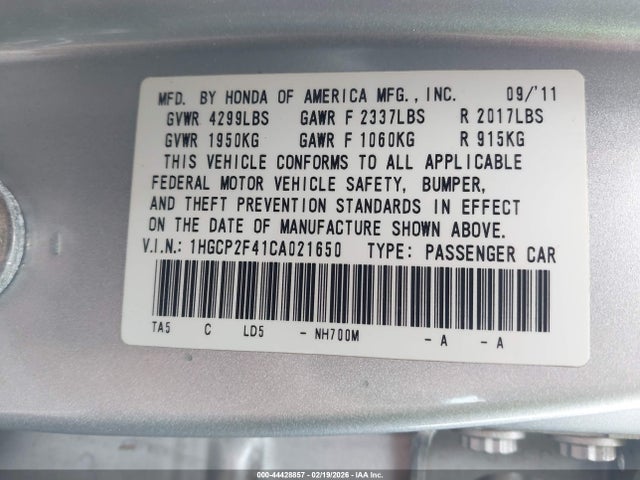 MFD. BY HONDA OF AMERICA MFG., INC. 09/'11
GVWR 4299LBS GAWR F 2337LBS R 2017LBS
GVWR 1950KG GAWR F 1060KG R 915KG
THIS VEHICLE CONFORMS TO ALL APPLICABLE
FEDERAL MOTOR VEHICLE SAFETY, BUMPER,
AND THEFT PREVENTION STANDARDS IN EFFECT
ON THE DATE OF MANUFACTURE SHOWN ABOVE.
V.I.N.: 1HGCP2F41CA021650 TYPE: PASSENGER CAR
TA5 C LD5 - NH700M - A - A
000-44428857 - 02/19/2026 - IAA Inc.